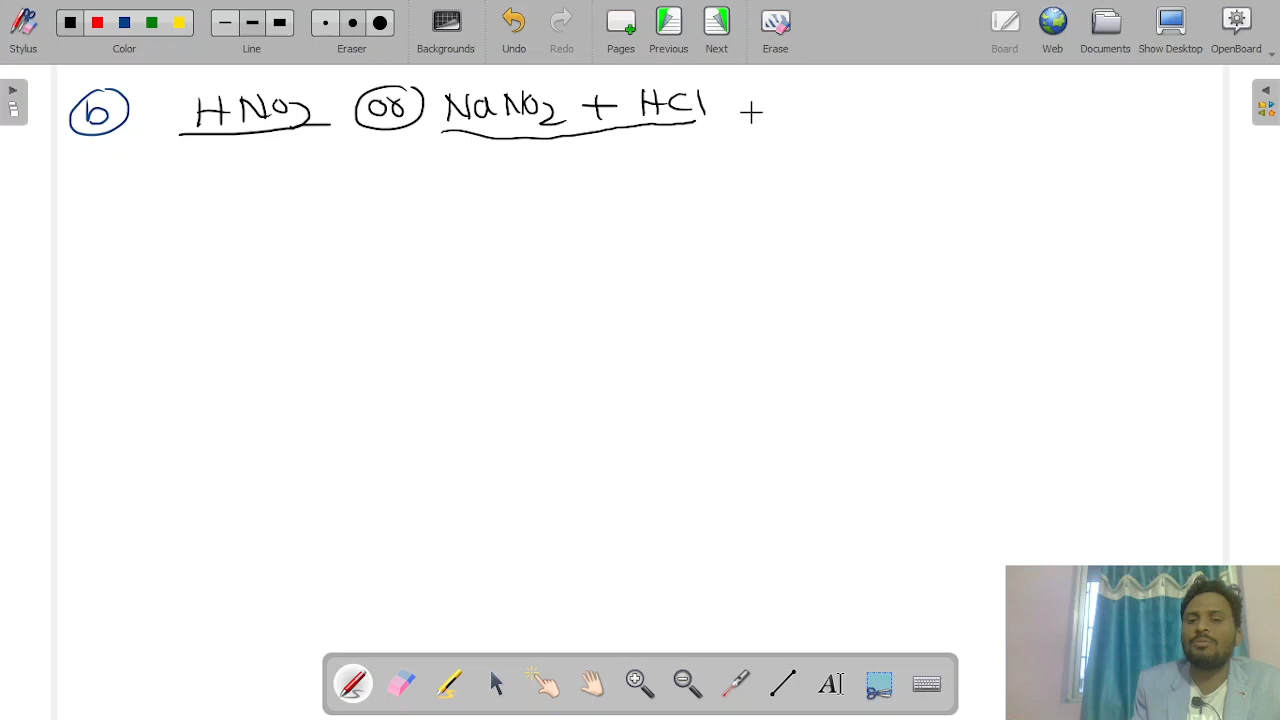 Stylus Color Line Eraser Backgrounds Undo Redo Pages Previous Next Erase Board Web Documents Show Desktop OpenBoard
b HNO2 or NaNO2 + HCl +
AI